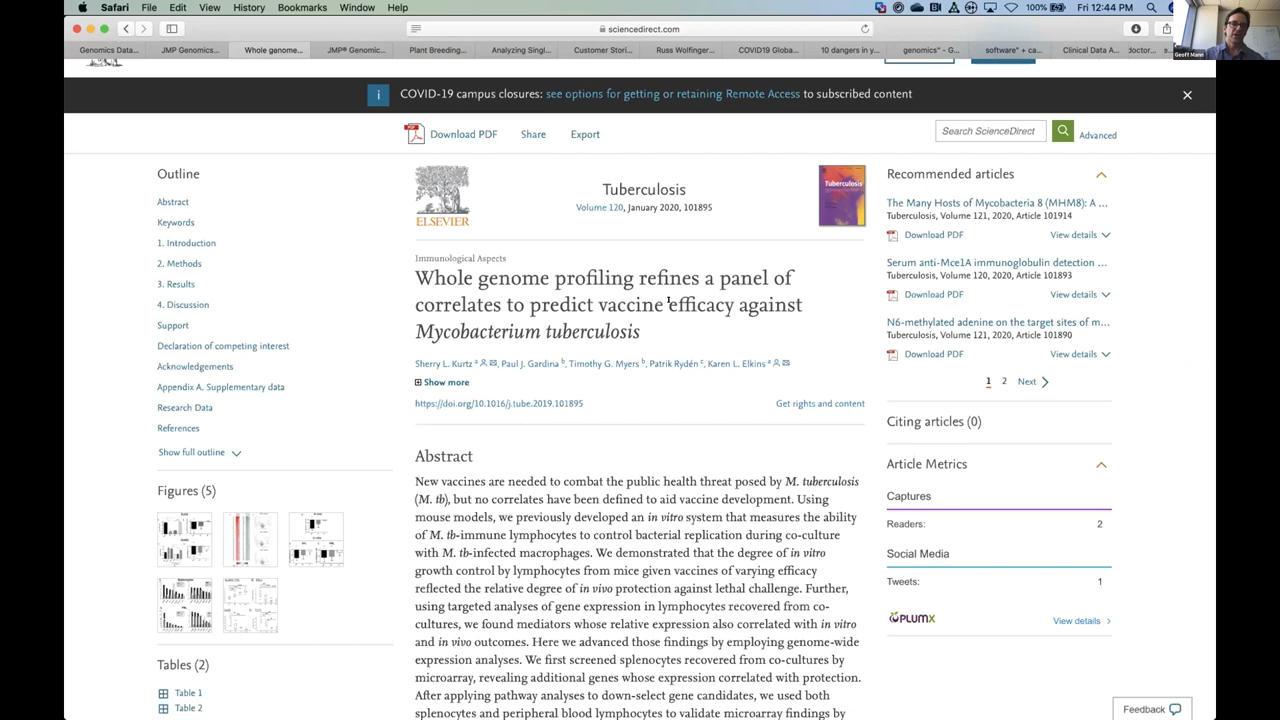 Safari File Edit View History Bookmarks Window Help 100% Fri 12:44 PM
sciencedirect.com
Genomics Data... JMP Genomics... Whole genome... JMP® Genomic... Plant Breeding... Analyzing Singl... Customer Stori... Russ Wolfinger... COVID19 Globa... 10 dangers in y... genomics" - G... software" + ca... Clinical Data A... doctor...
Geoff Mann
COVID-19 campus closures: see options for getting or retaining Remote Access to subscribed content
Download PDF Share Export
Search ScienceDirect Advanced
Outline
Abstract
Keywords
1. Introduction
2. Methods
3. Results
4. Discussion
Support
Declaration of competing interest
Acknowledgements
Appendix A. Supplementary data
Research Data
References
Show full outline
Figures (5)
Tables (2)
Table 1
Table 2
ELSEVIER
Tuberculosis
Volume 120, January 2020, 101895
Tuberculosis
Immunological Aspects
Whole genome profiling refines a panel of
correlates to predict vaccine efficacy against
Mycobacterium tuberculosis
Sherry L. Kurtz a, Paul J. Gardina b, Timothy G. Myers b, Patrik Rydén c, Karen L. Elkins a
Show more
https://doi.org/10.1016/j.tube.2019.101895 Get rights and content
Abstract
New vaccines are needed to combat the public health threat posed by M. tuberculosis
(M. tb), but no correlates have been defined to aid vaccine development. Using
mouse models, we previously developed an in vitro system that measures the ability
of M. tb-immune lymphocytes to control bacterial replication during co-culture
with M. tb-infected macrophages. We demonstrated that the degree of in vitro
growth control by lymphocytes from mice given vaccines of varying efficacy
reflected the relative degree of in vivo protection against lethal challenge. Further,
using targeted analyses of gene expression in lymphocytes recovered from co-
cultures, we found mediators whose relative expression also correlated with in vitro
and in vivo outcomes. Here we advanced those findings by employing genome-wide
expression analyses. We first screened splenocytes recovered from co-cultures by
microarray, revealing additional genes whose expression correlated with protection.
After applying pathway analyses to down-select gene candidates, we used both
splenocytes and peripheral blood lymphocytes to validate microarray findings by
Recommended articles
The Many Hosts of Mycobacteria 8 (MHM8): A ...
Tuberculosis, Volume 121, 2020, Article 101914
Download PDF View details
Serum anti-Mce1A immunoglobulin detection ...
Tuberculosis, Volume 120, 2020, Article 101893
Download PDF View details
N6-methylated adenine on the target sites of m...
Tuberculosis, Volume 121, 2020, Article 101890
Download PDF View details
1 2 Next
Citing articles (0)
Article Metrics
Captures
Readers: 2
Social Media
Tweets: 1
PLUMX View details
Feedback